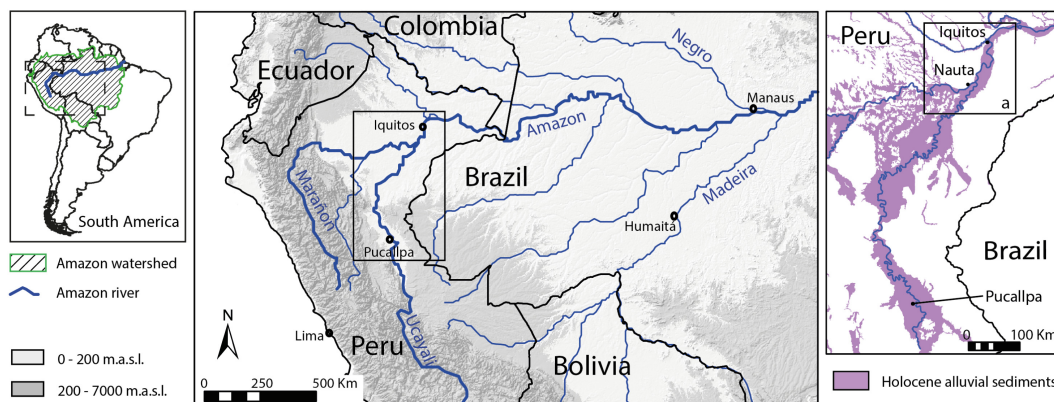 South America
Amazon watershed
Amazon river
0 - 200 m.a.s.l.
200 - 7000 m.a.s.l.
Colombia
Ecuador
Negro
Manaus
Iquitos
Amazon
Brazil
Marañon
Madeira
Humaitá
Pucallpa
N
Lima
Ucayali
Peru
Bolivia
0 250 500 Km
Peru
Iquitos
Nauta
a
Brazil
Pucallpa
0 100 Km
Holocene alluvial sediments